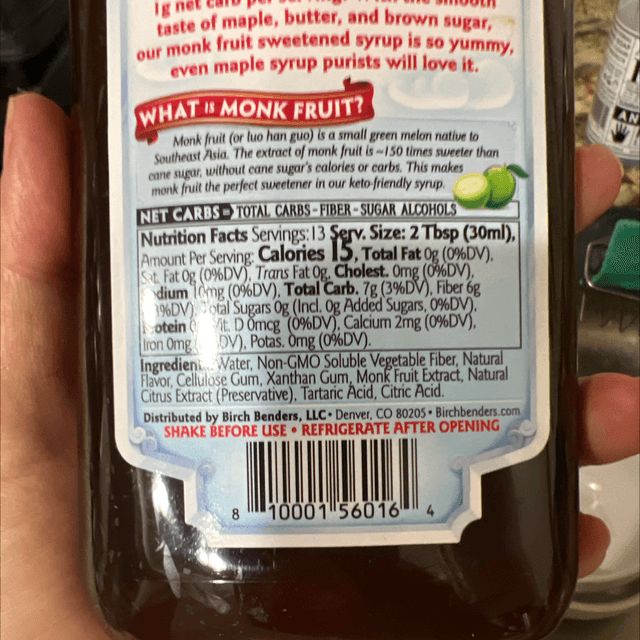 1g net carb per
taste of maple, butter, and brown sugar,
our monk fruit sweetened syrup is so yummy,
even maple syrup purists will love it.
WHAT IS MONK FRUIT?
Monk fruit (or luo han guo) is a small green melon native to
Southeast Asia. The extract of monk fruit is ~150 times sweeter than
cane sugar, without cane sugar's calories or carbs. This makes
monk fruit the perfect sweetener in our keto-friendly syrup.
NET CARBS = TOTAL CARBS - FIBER - SUGAR ALCOHOLS
Nutrition Facts Servings: 13 Serv. Size: 2 Tbsp (30ml),
Amount Per Serving: Calories 15, Total Fat 0g (0%DV),
Sat. Fat 0g (0%DV), Trans Fat 0g, Cholest. 0mg (0%DV),
(0%DV), Total Carb. 7g (3%DV), Fiber 6g
Sugars 0g (Incl. 0g Added Sugars, 0%DV),
D 0mcg (0%DV), Calcium 2mg (0%DV),
Iron 0mg DV), Potas. 0mg (0%DV).
Water, Non-GMO Soluble Vegetable Fiber, Natural
Flavor, Cellulose Gum, Xanthan Gum, Monk Fruit Extract, Natural
Citrus Extract (Preservative), Tartaric Acid, Citric Acid.
Distributed by Birch Benders, LLC • Denver, CO 80205 • Birchbenders.com
SHAKE BEFORE USE • REFRIGERATE AFTER OPENING
8 10001 56016 4
AN